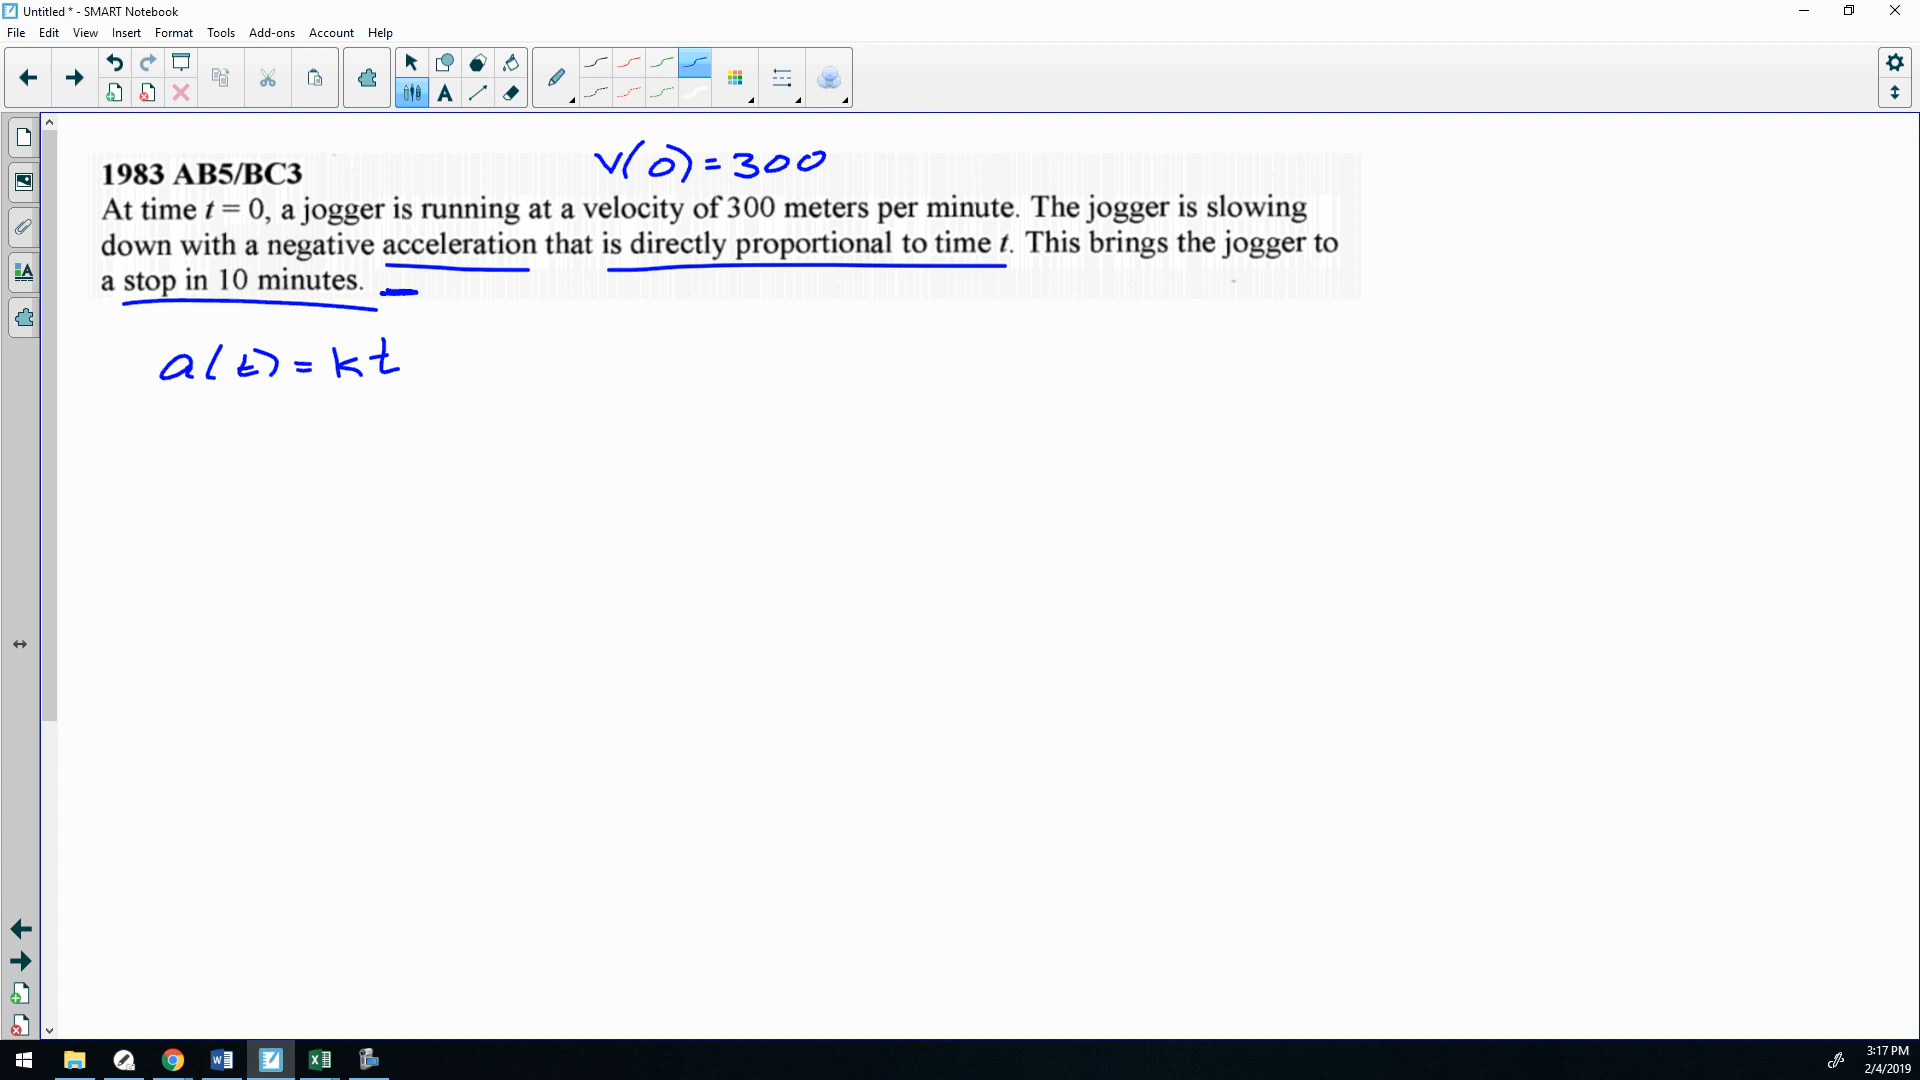 Untitled * - SMART Notebook
File Edit View Insert Format Tools Add-ons Account Help
v(0) = 300
1983 AB5/BC3
At time t = 0, a jogger is running at a velocity of 300 meters per minute. The jogger is slowing
down with a negative acceleration that is directly proportional to time t. This brings the jogger to
a stop in 10 minutes.
a(t) = kt
3:17 PM
2/4/2019